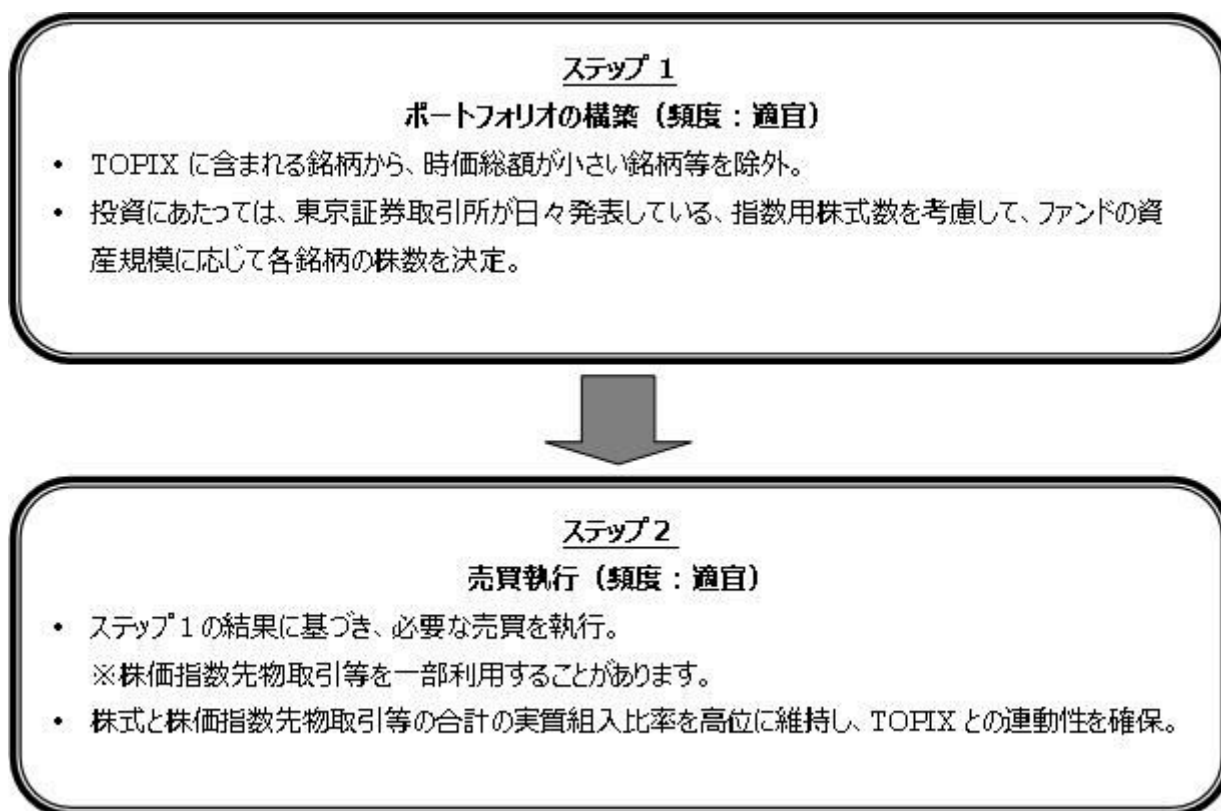 ステップ 1
ポートフォリオの構築（頻度：適宜）
• TOPIX に含まれる銘柄から、時価総額が小さい銘柄等を除外。
• 投資にあたっては、東京証券取引所が日々発表している、指数用株式数を考慮して、ファンドの資
産規模に応じて各銘柄の株数を決定。
ステップ 2
売買執行（頻度：適宜）
• ステップ 1 の結果に基づき、必要な売買を執行。
※株価指数先物取引等を一部利用することがあります。
• 株式と株価指数先物取引等の合計の実質組入比率を高位に維持し、TOPIX との連動性を確保。